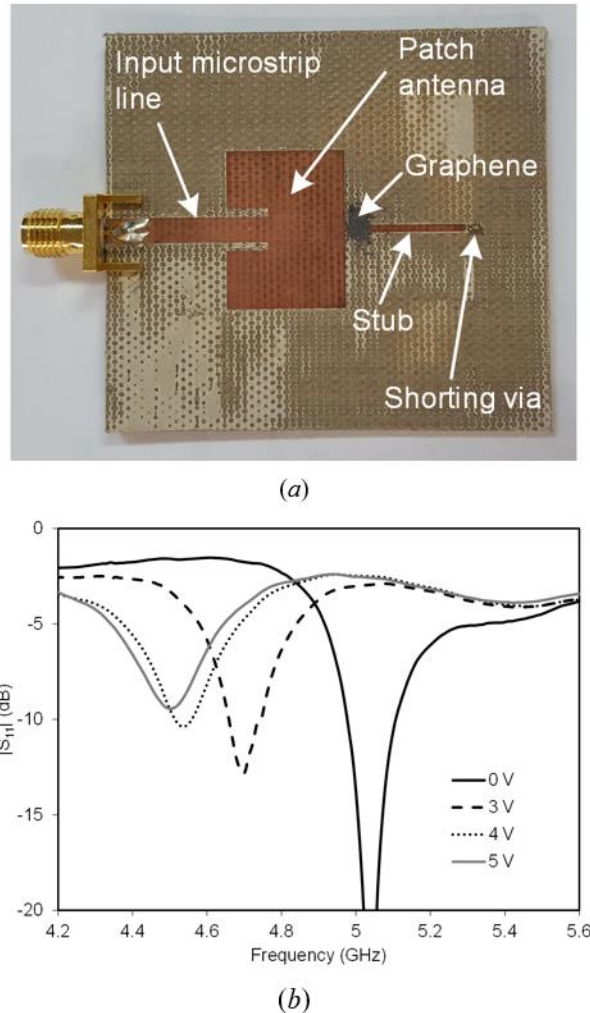 Input microstrip
line
Patch
antenna
Graphene
Stub
Shorting via
(a)
0
-5
-10
-15
-20
|S₁₁| (dB)
0 V
3 V
4 V
5 V
4.2 4.4 4.6 4.8 5 5.2 5.4 5.6
Frequency (GHz)
(b)